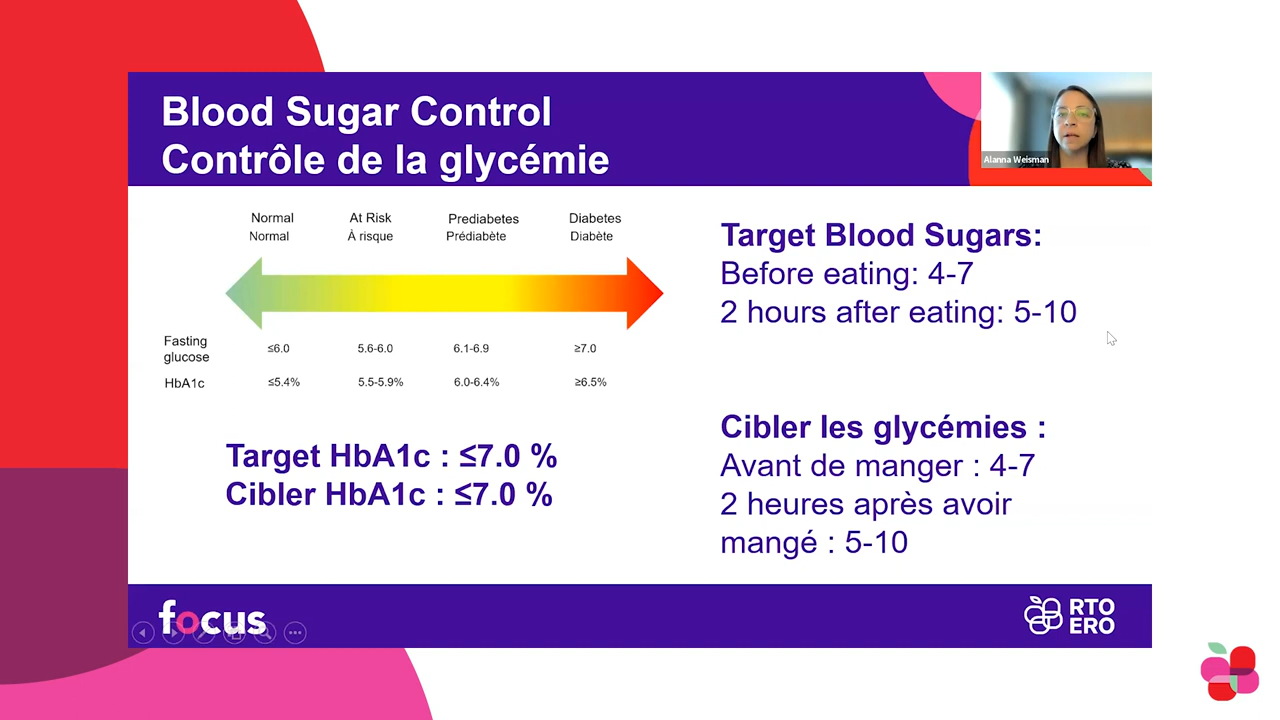 Blood Sugar Control
Contrôle de la glycémie
Alanna Weisman
Normal At Risk Prediabetes Diabetes
Normal À risque Prédiabète Diabète
Fasting
glucose ≤6.0 5.6-6.0 6.1-6.9 ≥7.0
HbA1c ≤5.4% 5.5-5.9% 6.0-6.4% ≥6.5%
Target HbA1c : ≤7.0 %
Cibler HbA1c : ≤7.0 %
Target Blood Sugars:
Before eating: 4-7
2 hours after eating: 5-10
Cibler les glycémies :
Avant de manger : 4-7
2 heures après avoir
mangé : 5-10
focus
RTO
ERO